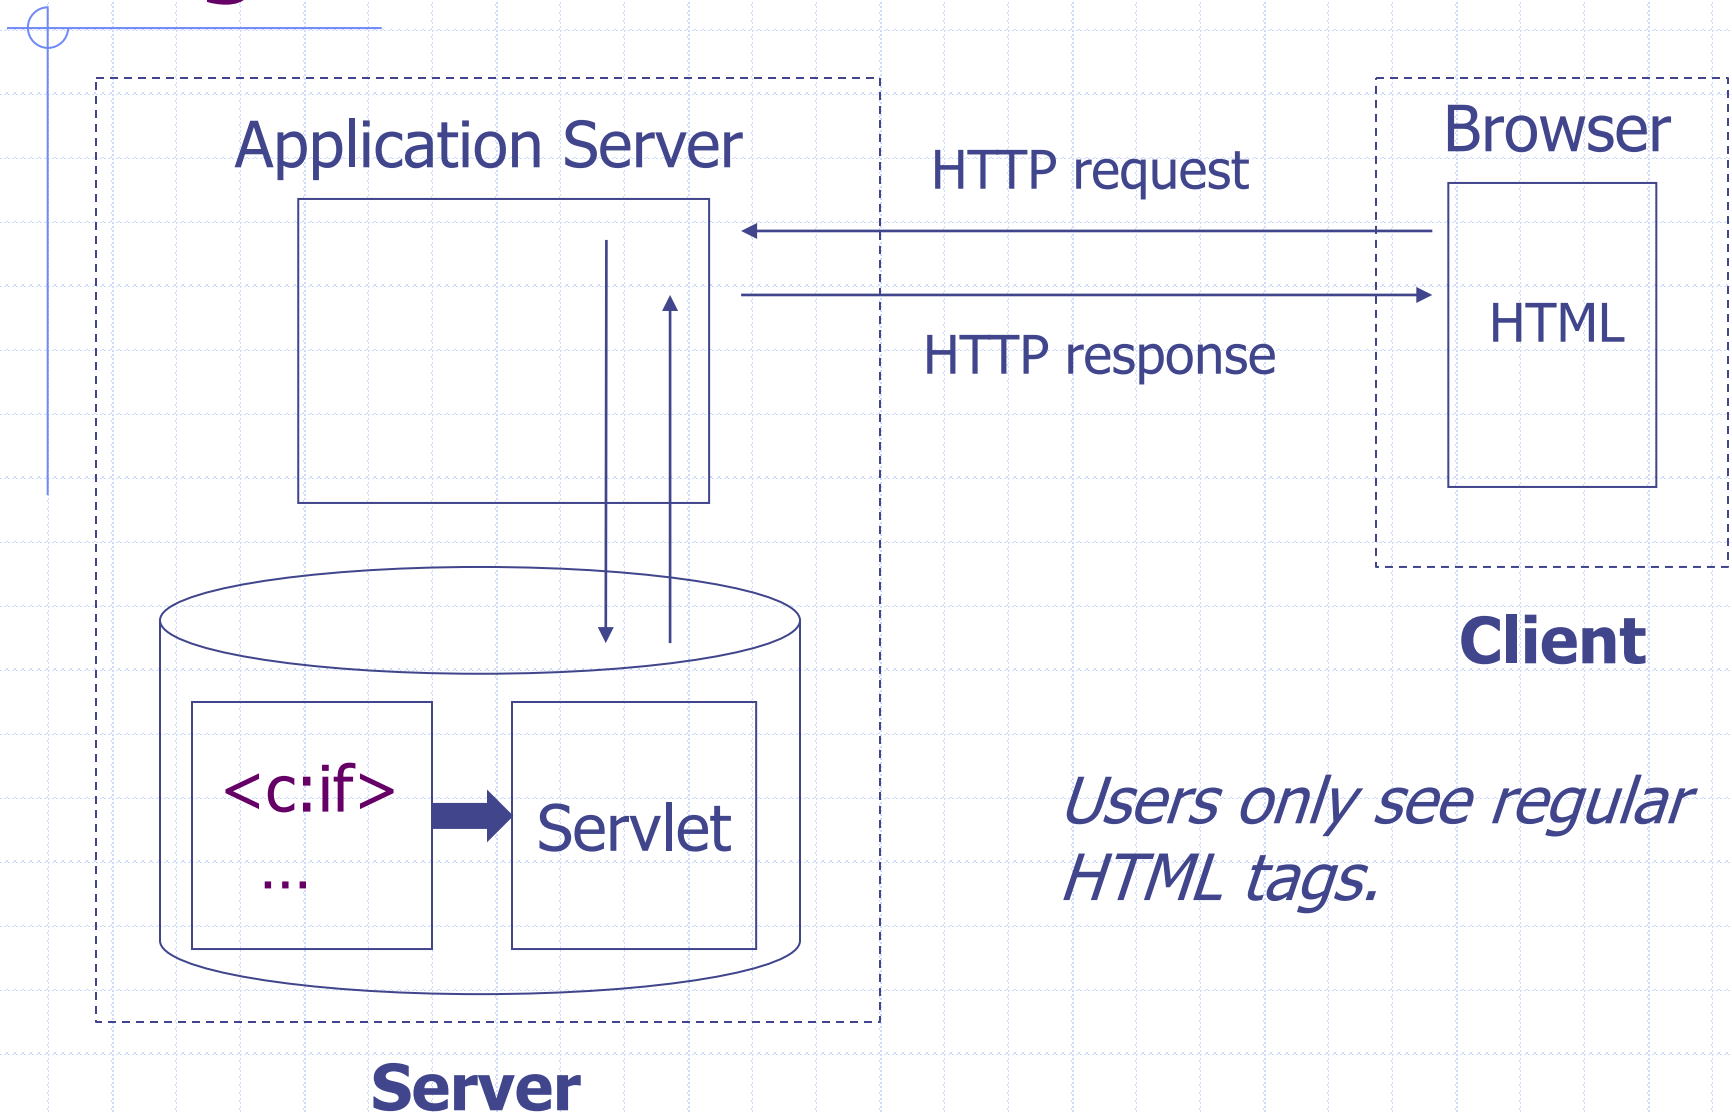 Application Server
Browser
HTTP request
HTML
HTTP response
Client
<c:if>
...
Servlet
Users only see regular
HTML tags.
Server